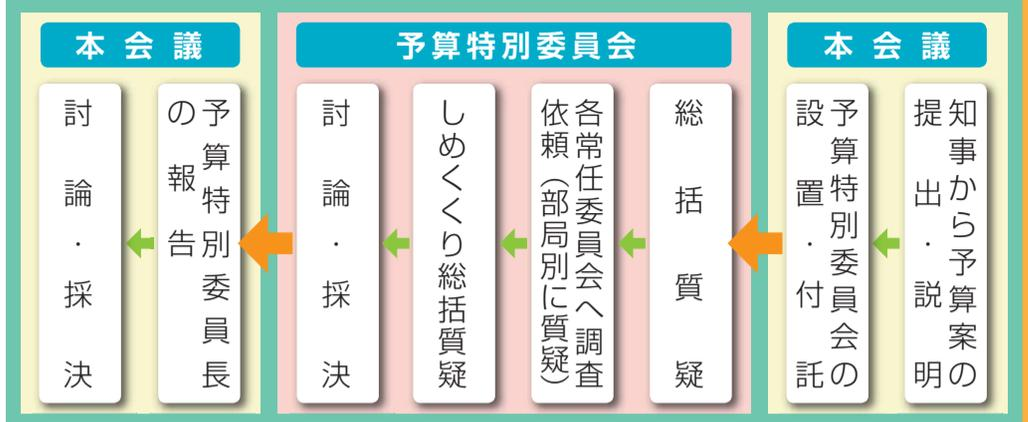 本会議
知事から予算案の
提出・説明
予算特別委員会の
設置・付託
予算特別委員会
総括質疑
各常任委員会へ調査
依頼（部局別に質疑）
しめくくり総括質疑
討論・採決
本会議
予算特別委員長
の報告
討論・採決